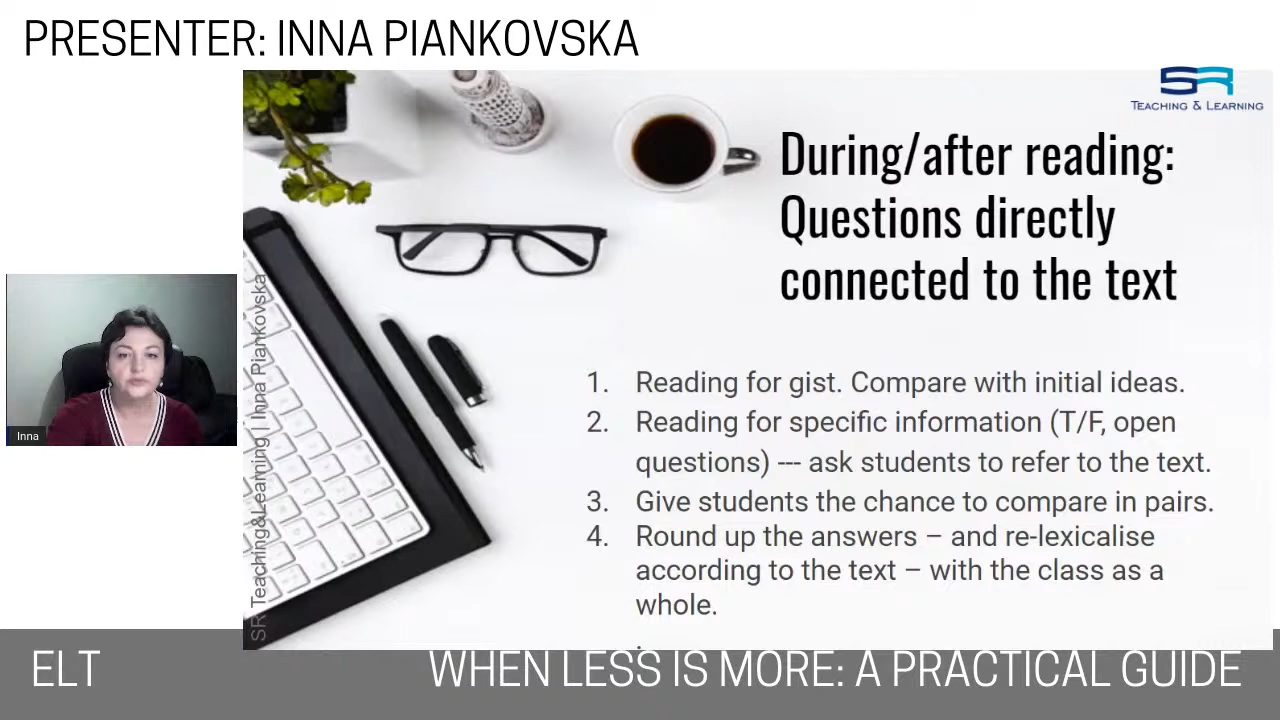 PRESENTER: INNA PIANKOVSKA
SR
TEACHING & LEARNING
During/after reading:
Questions directly
connected to the text
Inna
SR Teaching&Learning | Inna Piankovska
1. Reading for gist. Compare with initial ideas.
2. Reading for specific information (T/F, open
questions) --- ask students to refer to the text.
3. Give students the chance to compare in pairs.
4. Round up the answers – and re-lexicalise
according to the text – with the class as a
whole.
.
ELT
WHEN LESS IS MORE: A PRACTICAL GUIDE